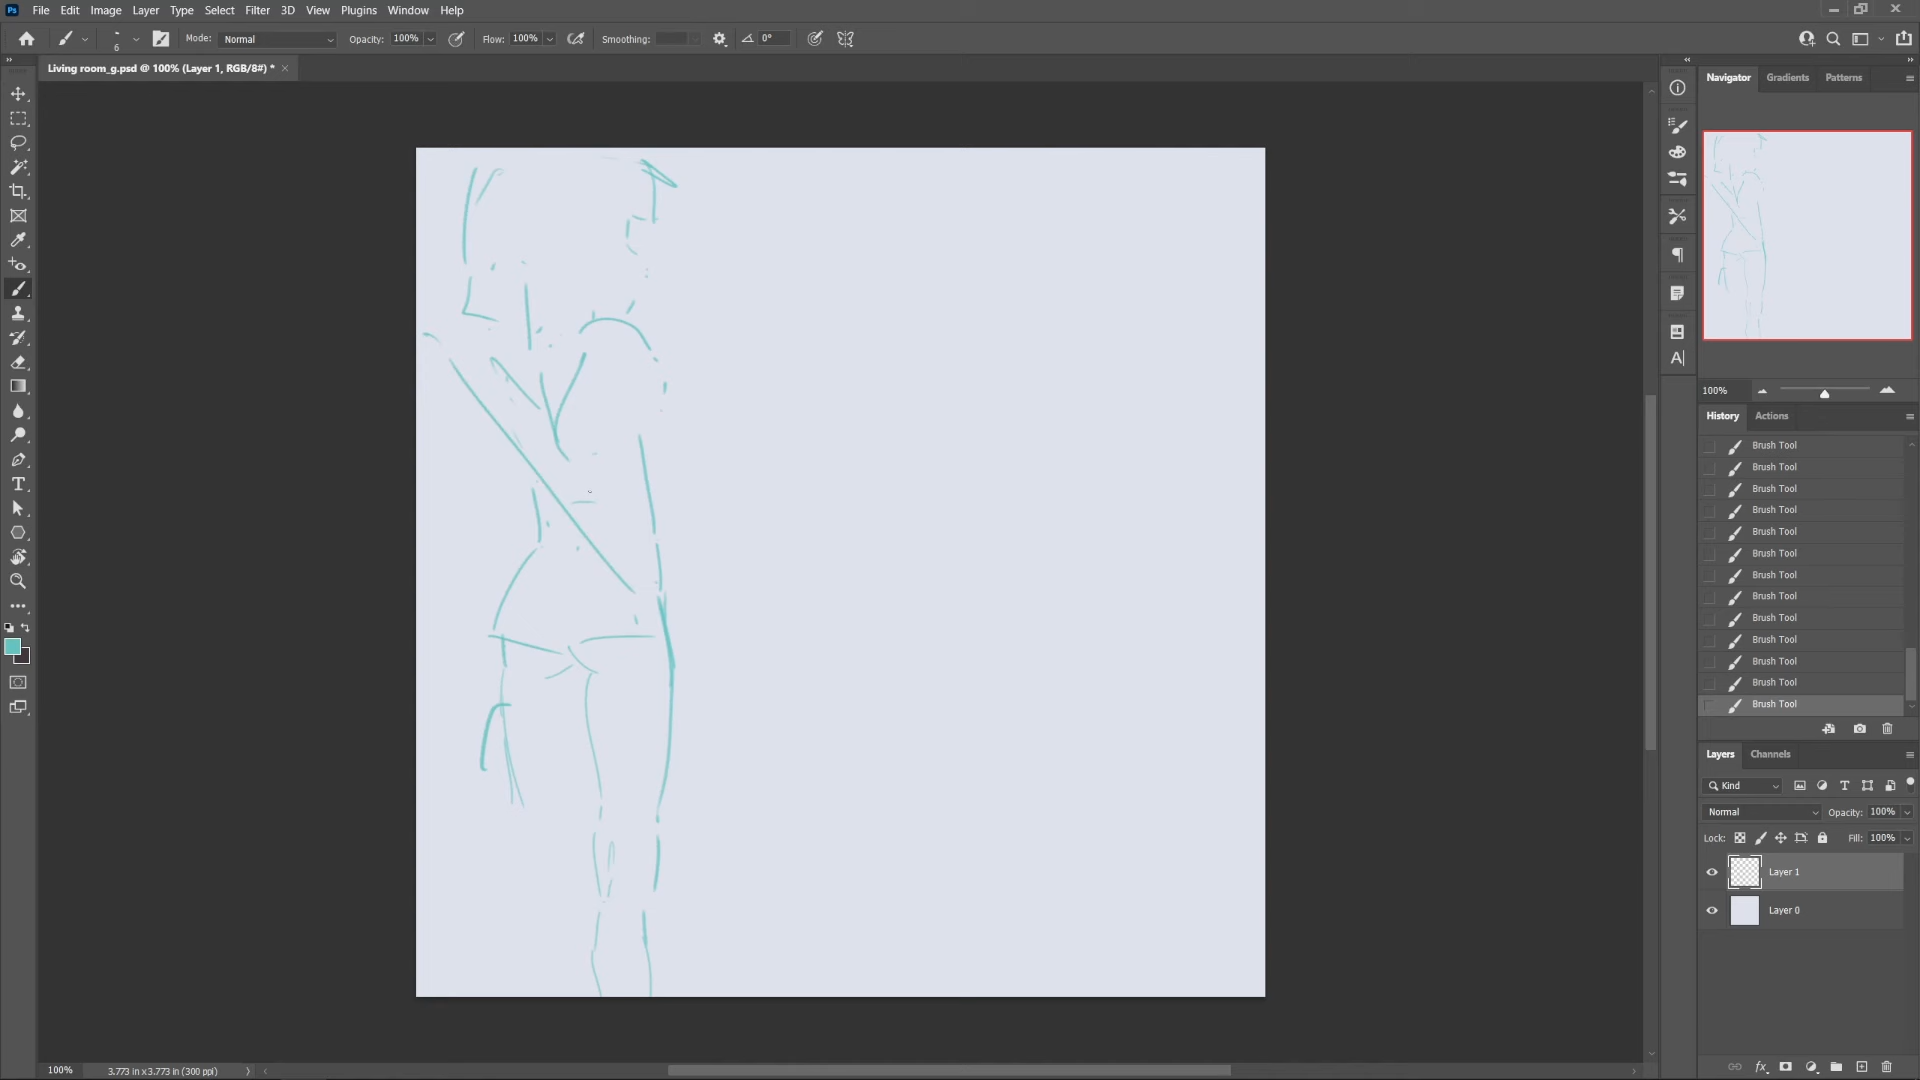 Ps File Edit Image Layer Type Select Filter 3D View Plugins Window Help
6 Mode: Normal Opacity: 100% Flow: 100% Smoothing: 0°
Living room_g.psd @ 100% (Layer 1, RGB/8#) *
Navigator Gradients Patterns
100%
History Actions
Brush Tool
Brush Tool
Brush Tool
Brush Tool
Brush Tool
Brush Tool
Brush Tool
Brush Tool
Brush Tool
Brush Tool
Brush Tool
Brush Tool
Brush Tool
Layers Channels
Kind
Normal Opacity: 100%
Lock: Fill: 100%
Layer 1
Layer 0
100% 3.773 in x 3.773 in (300 ppi)